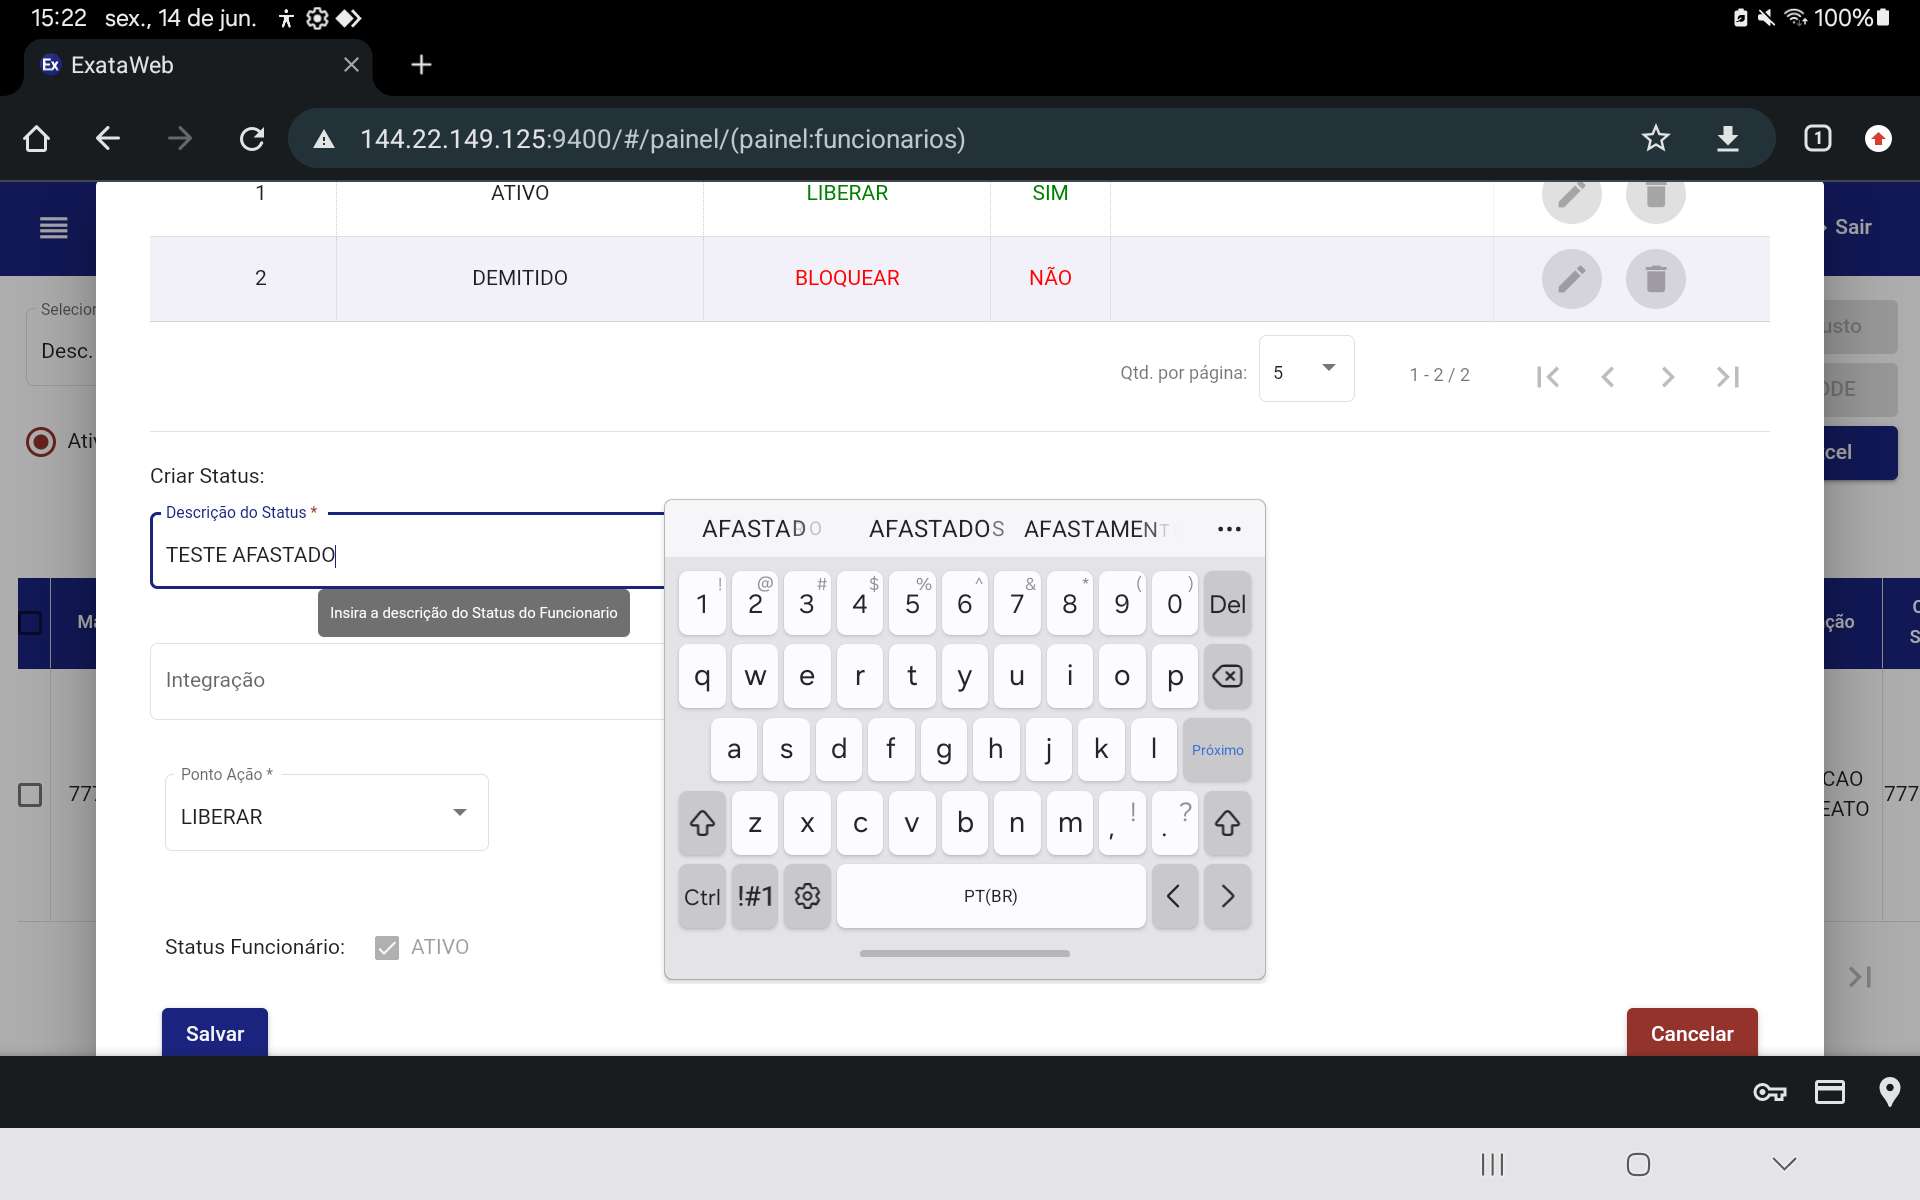 15:22 sex., 14 de jun. 100%
Ex ExataWeb
144.22.149.125:9400/#/painel/(painel:funcionarios) 1
1 ATIVO LIBERAR SIM
Sair
2 DEMITIDO BLOQUEAR NÃO
Selecion
Desc.
usto
Qtd. por página: 5 1 - 2 / 2
ODE
Ativ
cel
Criar Status:
Descrição do Status *
TESTE AFASTADO
Insira a descrição do Status do Funcionario
AFASTADO AFASTADOS AFASTAMENT ...
! @ # $ % ^ & * ( )
1 2 3 4 5 6 7 8 9 0 Del
Ma
ção
C
S
Integração
q w e r t y u i o p
a s d f g h j k l Próximo
Ponto Ação *
LIBERAR
777
CAO
EATO
777
z x c v b n m , ! . ?
Ctrl !#1 PT(BR) < >
Status Funcionário: ATIVO
Salvar
Cancelar